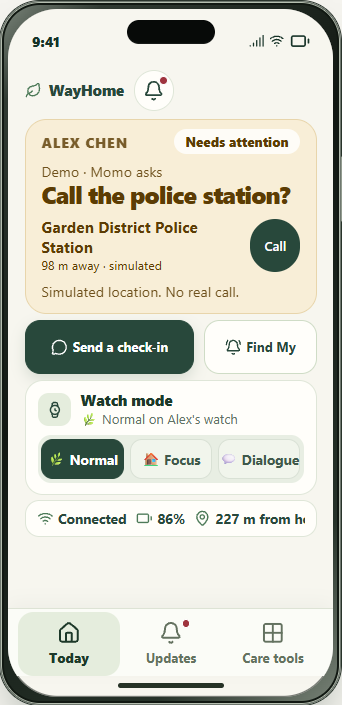 9:41
WayHome
ALEX CHEN
Needs attention
Demo · Momo asks
Call the police station?
Garden District Police
Station
98 m away · simulated
Call
Simulated location. No real call.
Send a check-in
Find My
Watch mode
Normal on Alex's watch
Normal
Focus
Dialogue
Connected
86%
227 m from
Today
Updates
Care tools